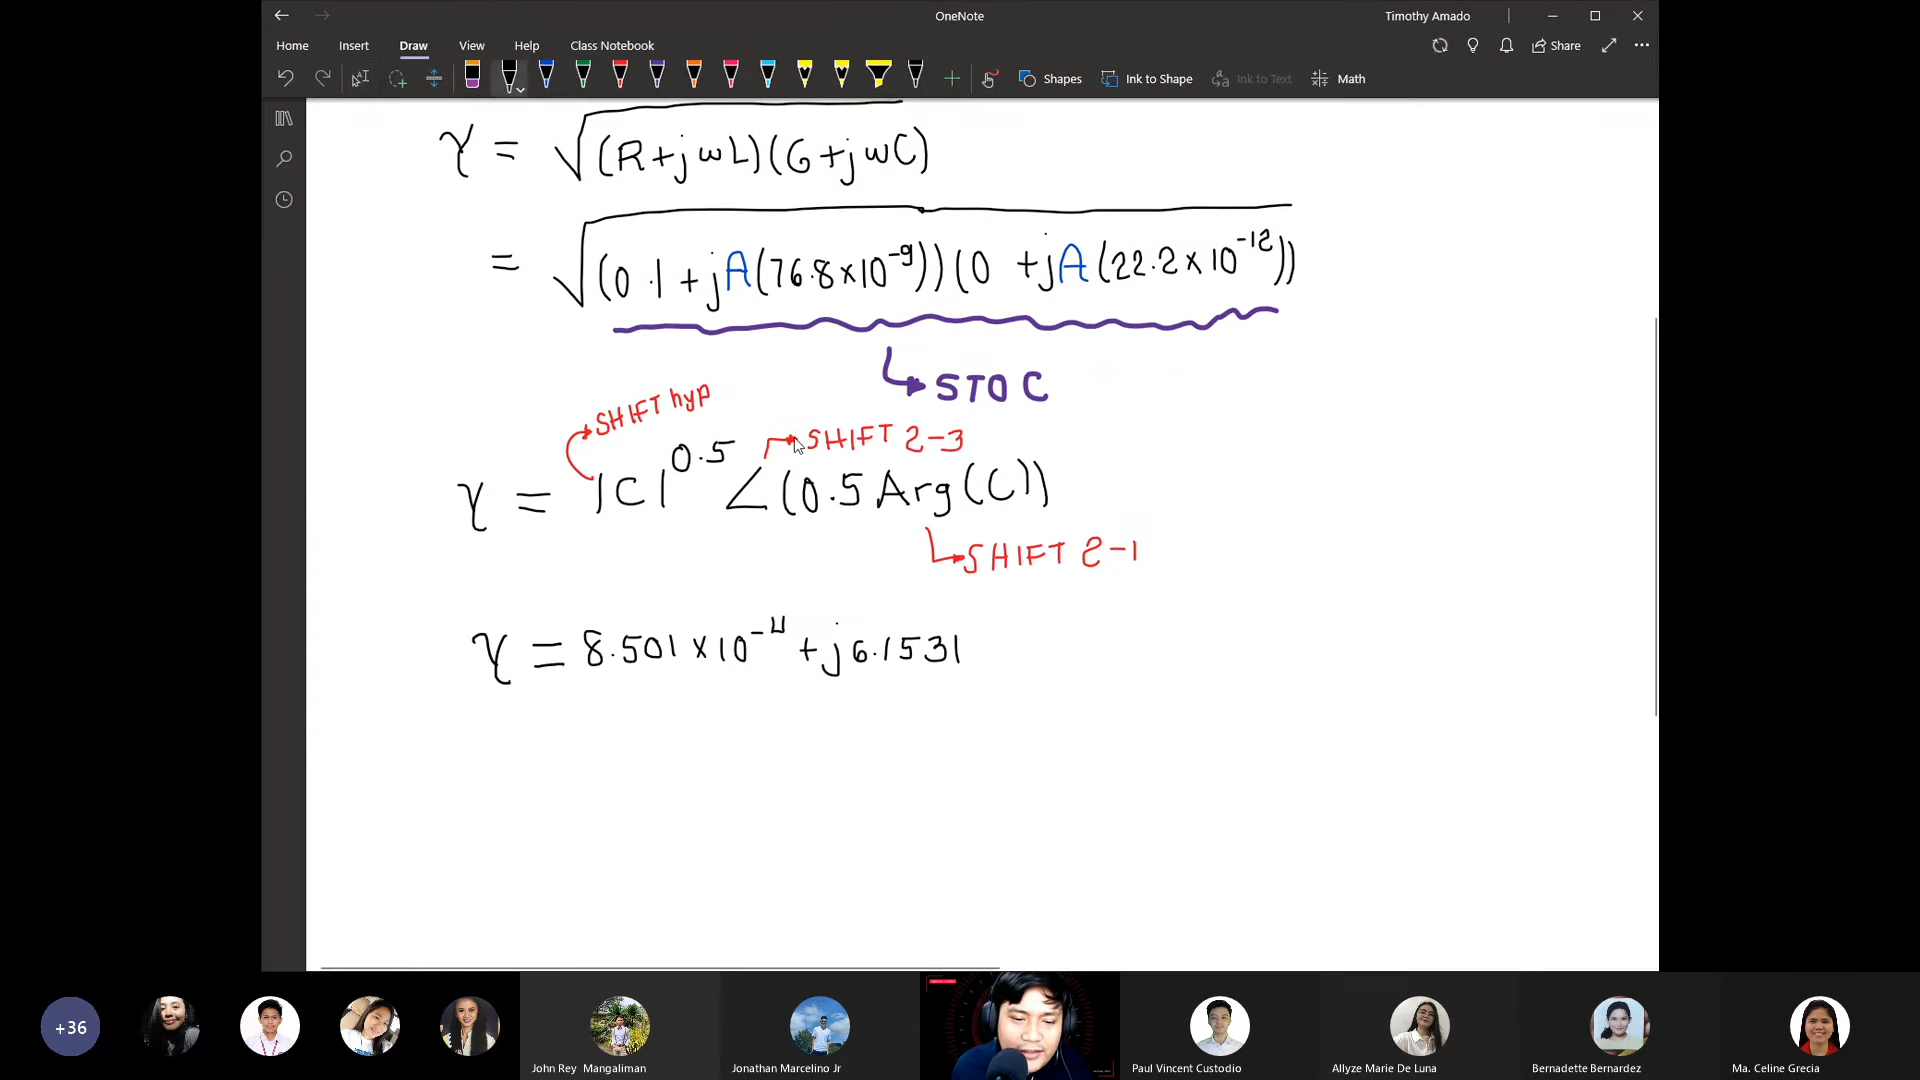 OneNote
Timothy Amado
Home Insert Draw View Help Class Notebook
Share
Shapes Ink to Shape Ink to Text Math
γ = √(R+jωL)(G+jωC)
= √(0.1+jA(76.8×10⁻⁹))(0+jA(22.2×10⁻¹²))
STO C
SHIFT hyp
SHIFT 2-3
γ = |C|^0.5 ∠(0.5Arg(C))
SHIFT 2-1
γ = 8.501×10⁻⁴ + j6.1531
+36
John Rey Mangaliman
Jonathan Marcelino Jr
Paul Vincent Custodio
Allyze Marie De Luna
Bernadette Bernardez
Ma. Celine Grecia